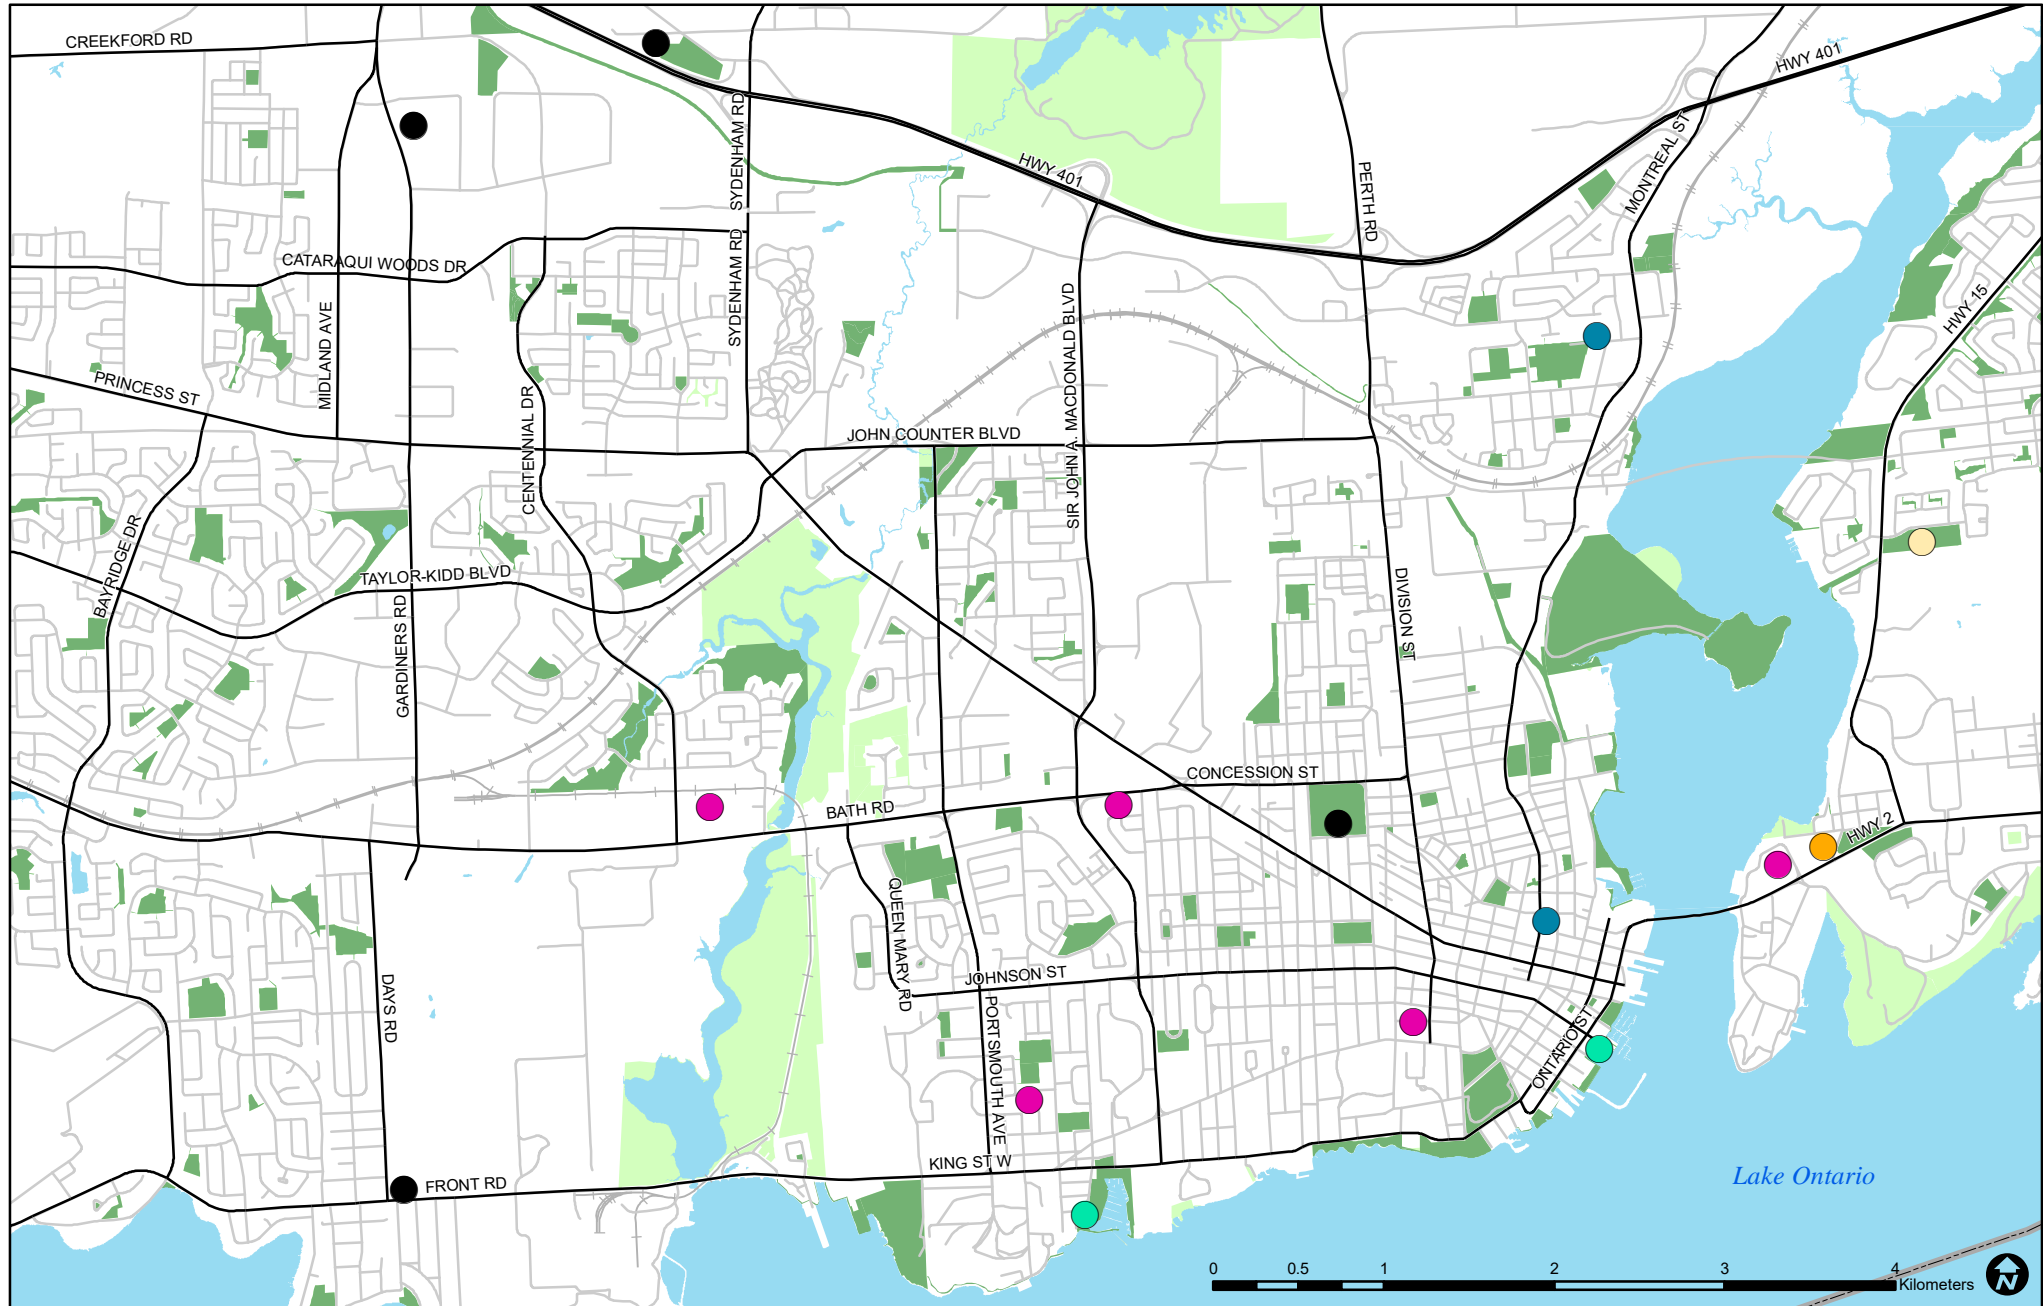 CREEKFORD RD
HWY 401
SYDENHAM RD
HWY 401
PERTH RD
MONTREAL ST
CATARAQUI WOODS DR
SYDENHAM RD
MIDLAND AVE
SIR JOHN A. MACDONALD BLVD
HWY 15
PRINCESS ST
CENTENNIAL DR
JOHN COUNTER BLVD
BAYRIDGE DR
TAYLOR-KIDD BLVD
GARDINERS RD
DIVISION ST
CONCESSION ST
BATH RD
HWY 2
QUEEN MARY RD
JOHNSON ST
DAYS RD
PORTSMOUTH AVE
ONTARIO ST
KING ST W
FRONT RD
Lake Ontario
0 0.5 1 2 3 4
Kilometers
N